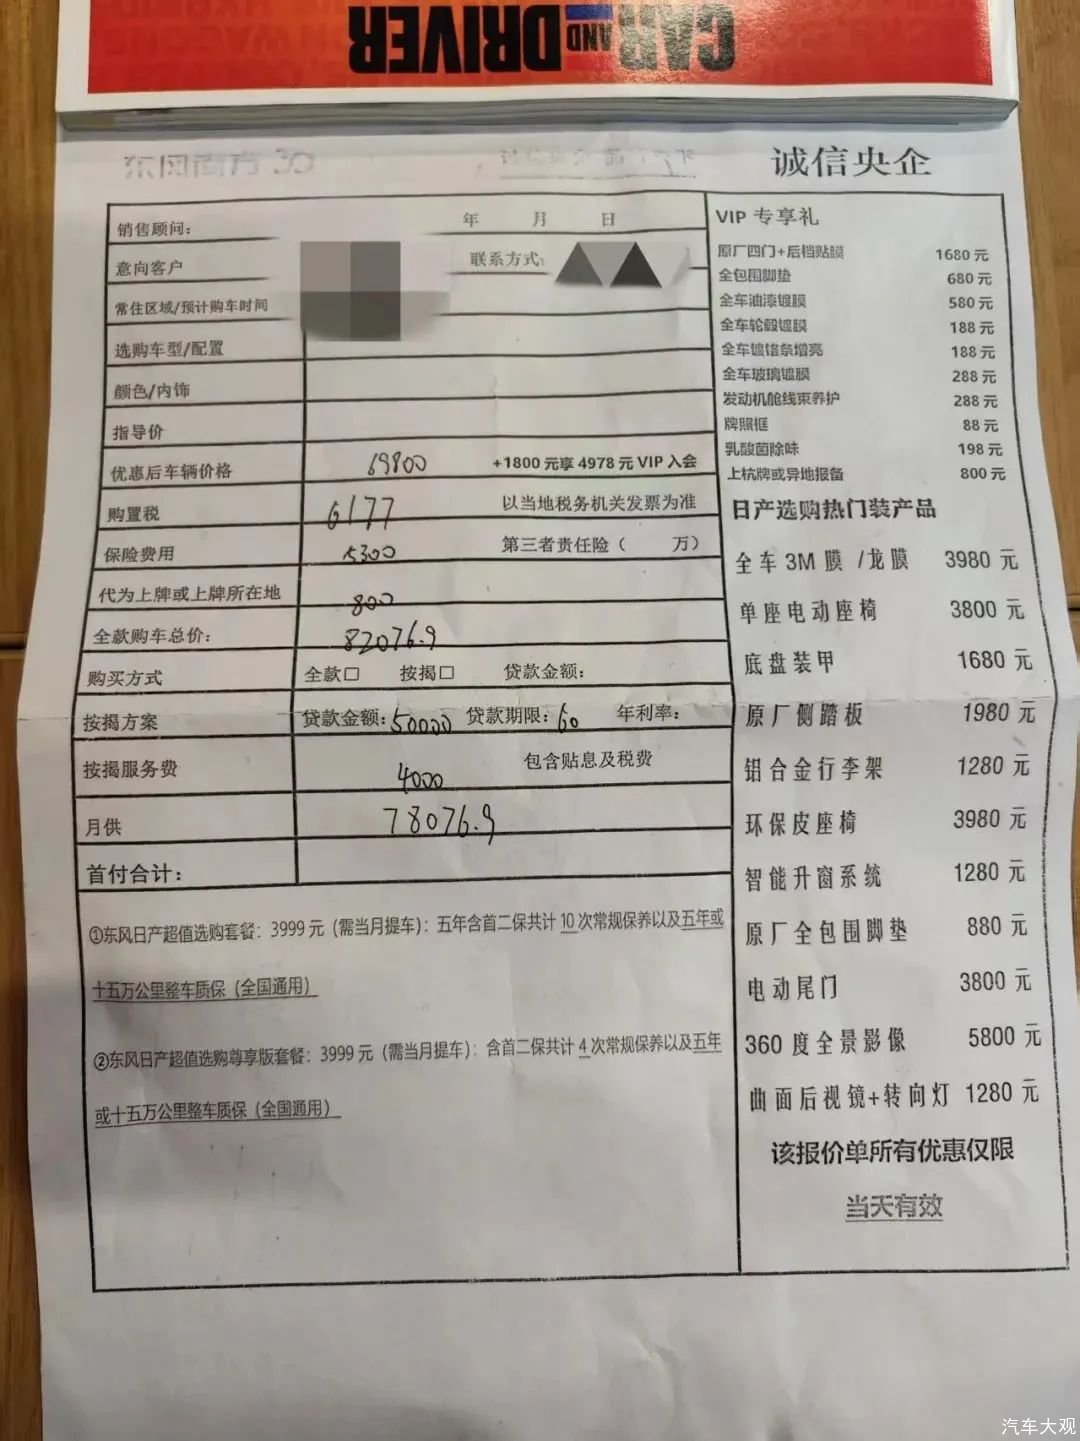 CAR AND DRIVER
诚信央企
销售顾问： 年 月 日
意向客户 联系方式：
常住区域/预计购车时间
选购车型/配置
颜色/内饰
指导价
优惠后车辆价格 69800 +1800 元享 4978 元 VIP 入会
购置税 6177 以当地税务机关发票为准
保险费用 5300 第三者责任险（ 万）
代为上牌或上牌所在地 800
全款购车总价： 82076.9
购买方式 全款□ 按揭□ 贷款金额：
按揭方案 贷款金额：50000 贷款期限：60 年利率：
按揭服务费 4000 包含贴息及税费
月供 78076.9
首付合计：
①东风日产超值选购套餐：3999 元（需当月提车）：五年含首二保共计 10 次常规保养以及五年或
十五万公里整车质保（全国通用）
②东风日产超值选购尊享版套餐：3999 元（需当月提车）：含首二保共计 4 次常规保养以及五年
或十五万公里整车质保（全国通用）
VIP 专享礼
原厂四门+后档贴膜 1680 元
全包围脚垫 680 元
全车油漆镀膜 580 元
全车轮毂镀膜 188 元
全车镀铬条增亮 188 元
全车玻璃镀膜 288 元
发动机舱线束养护 288 元
牌照框 88 元
乳酸菌除味 198 元
上杭牌或异地报备 800 元
日产选购热门装产品
全车 3M 膜 /龙膜 3980 元
单座电动座椅 3800 元
底盘装甲 1680 元
原厂侧踏板 1980 元
铝合金行李架 1280 元
环保皮座椅 3980 元
智能升窗系统 1280 元
原厂全包围脚垫 880 元
电动尾门 3800 元
360 度全景影像 5800 元
曲面后视镜+转向灯 1280 元
该报价单所有优惠仅限
当天有效
汽车大观